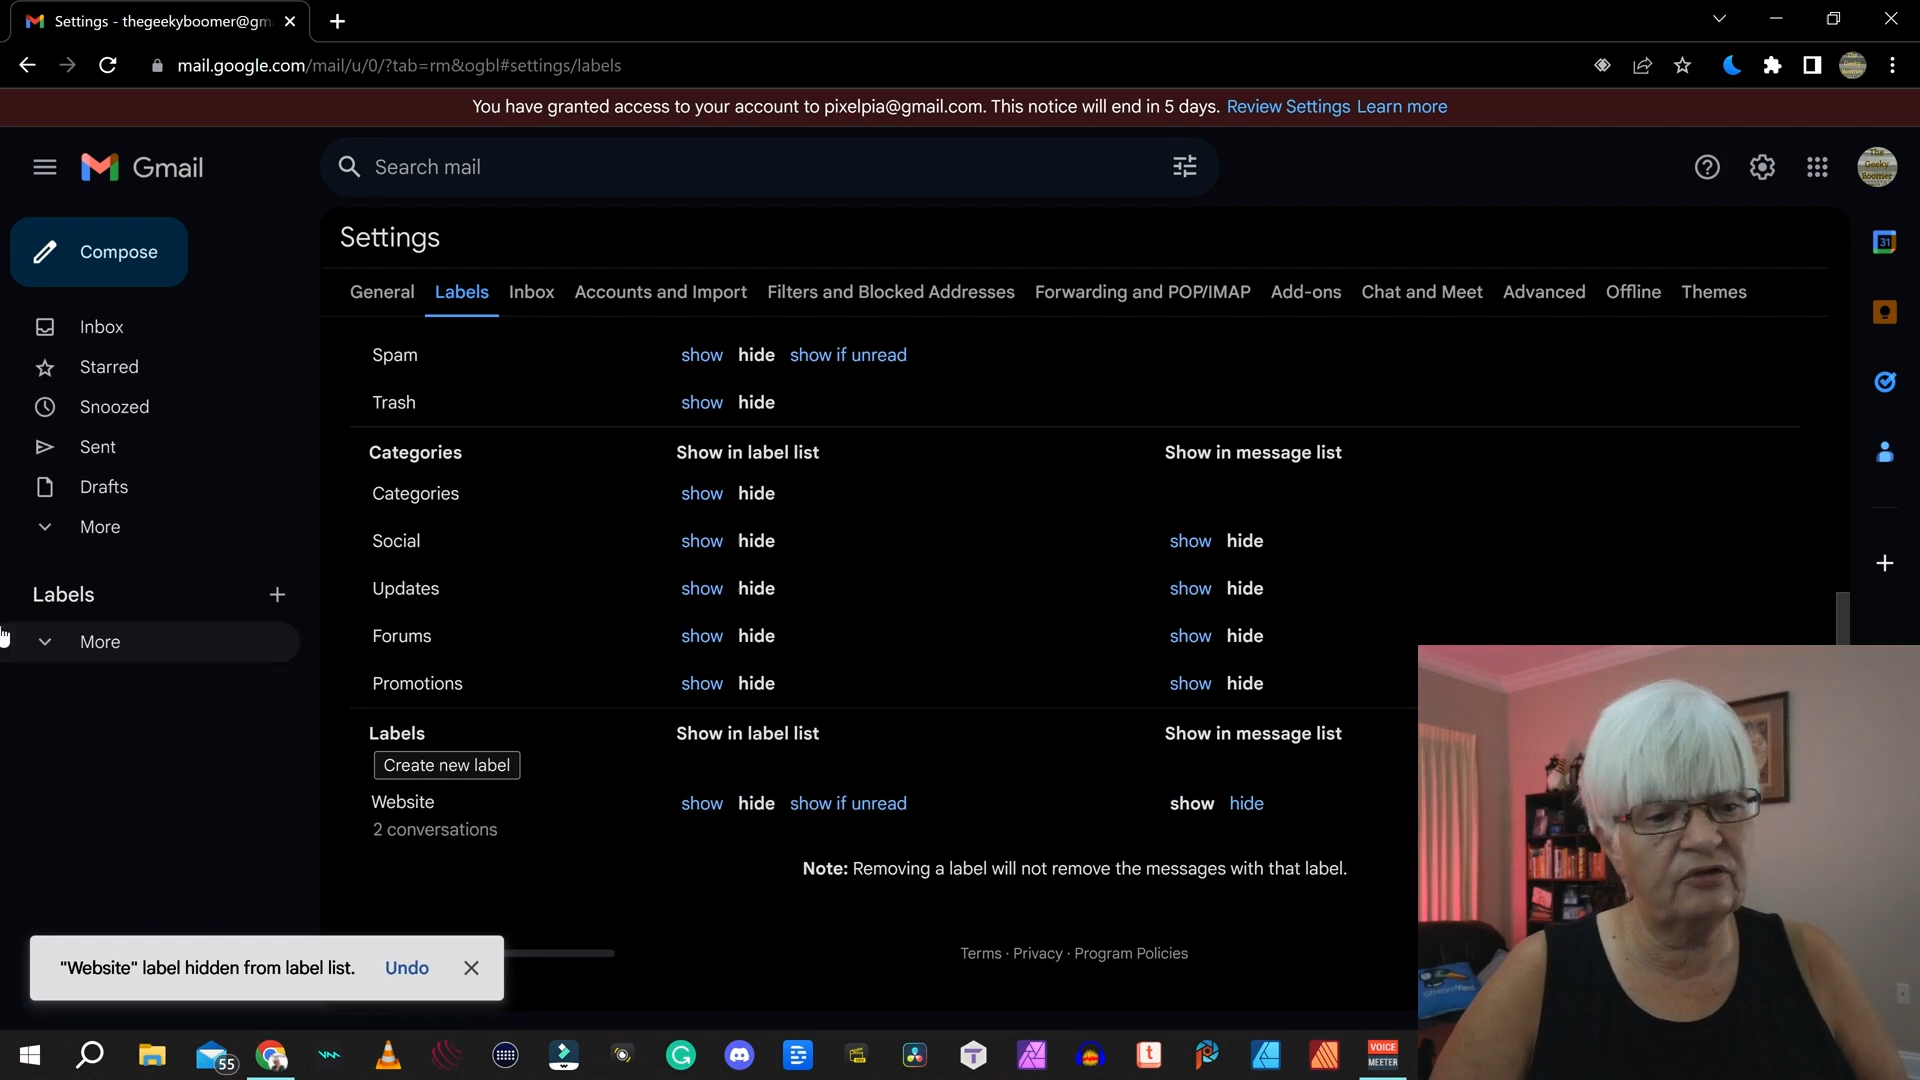 Settings - thegeekyboomer@gm
mail.google.com/mail/u/0/?tab=rm&ogbl#settings/labels
You have granted access to your account to pixelpia@gmail.com. This notice will end in 5 days. Review Settings Learn more
Gmail
Search mail
The Geeky Boomer
Compose
Inbox
Starred
Snoozed
Sent
Drafts
More
Labels
More
Settings
General Labels Inbox Accounts and Import Filters and Blocked Addresses Forwarding and POP/IMAP Add-ons Chat and Meet Advanced Offline Themes
Spam show hide show if unread
Trash show hide
Categories Show in label list Show in message list
Categories show hide
Social show hide show hide
Updates show hide show hide
Forums show hide show hide
Promotions show hide show hide
Labels Show in label list Show in message list
Create new label
Website show hide show if unread show hide
2 conversations
Note: Removing a label will not remove the messages with that label.
Terms · Privacy · Program Policies
"Website" label hidden from label list. Undo
31
StreamYard
55
VOICE
MEETER